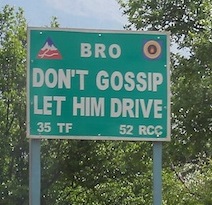 BRO
DON'T GOSSIP
LET HIM DRIVE
35 TF 52 RCC